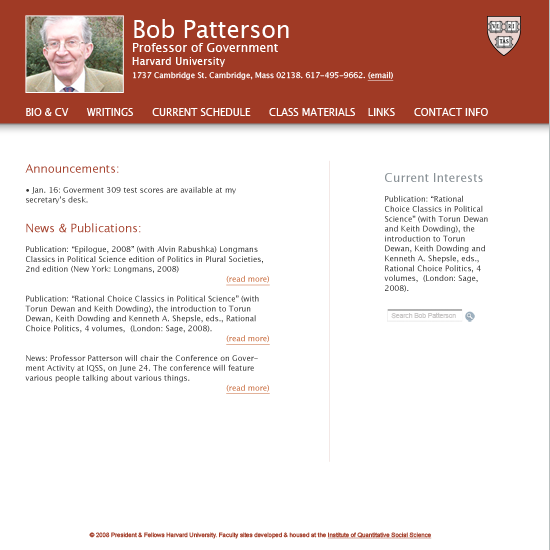 Bob Patterson
Professor of Government
Harvard University
1737 Cambridge St. Cambridge, Mass 02138. 617-495-9662. (email)
VE RI
TAS
BIO & CV WRITINGS CURRENT SCHEDULE CLASS MATERIALS LINKS CONTACT INFO
Announcements:
• Jan. 16: Goverment 309 test scores are available at my
secretary's desk.
News & Publications:
Publication: "Epilogue, 2008" (with Alvin Rabushka) Longmans
Classics in Political Science edition of Politics in Plural Societies,
2nd edition (New York: Longmans, 2008)
(read more)
Publication: "Rational Choice Classics in Political Science" (with
Torun Dewan and Keith Dowding), the introduction to Torun
Dewan, Keith Dowding and Kenneth A. Shepsle, eds., Rational
Choice Politics, 4 volumes, (London: Sage, 2008).
(read more)
News: Professor Patterson will chair the Conference on Gover-
ment Activity at IQSS, on June 24. The conference will feature
various people talking about various things.
(read more)
Current Interests
Publication: "Rational
Choice Classics in Political
Science" (with Torun Dewan
and Keith Dowding), the
introduction to Torun
Dewan, Keith Dowding and
Kenneth A. Shepsle, eds.,
Rational Choice Politics, 4
volumes, (London: Sage,
2008).
Search Bob Patterson
© 2008 President & Fellows Harvard University. Faculty sites developed & housed at the Institute of Quantitative Social Science